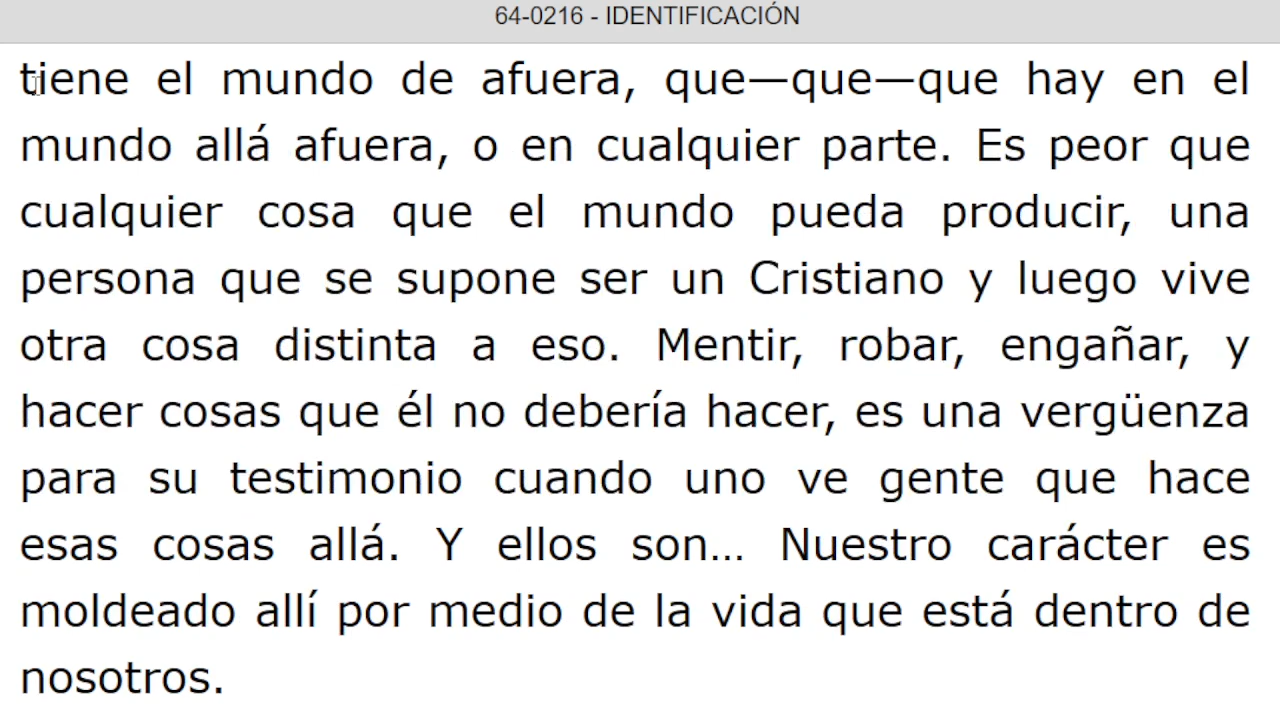 64-0216 - IDENTIFICACIÓN
tiene el mundo de afuera, que—que—que hay en el
mundo allá afuera, o en cualquier parte. Es peor que
cualquier cosa que el mundo pueda producir, una
persona que se supone ser un Cristiano y luego vive
otra cosa distinta a eso. Mentir, robar, engañar, y
hacer cosas que él no debería hacer, es una vergüenza
para su testimonio cuando uno ve gente que hace
esas cosas allá. Y ellos son… Nuestro carácter es
moldeado allí por medio de la vida que está dentro de
nosotros.